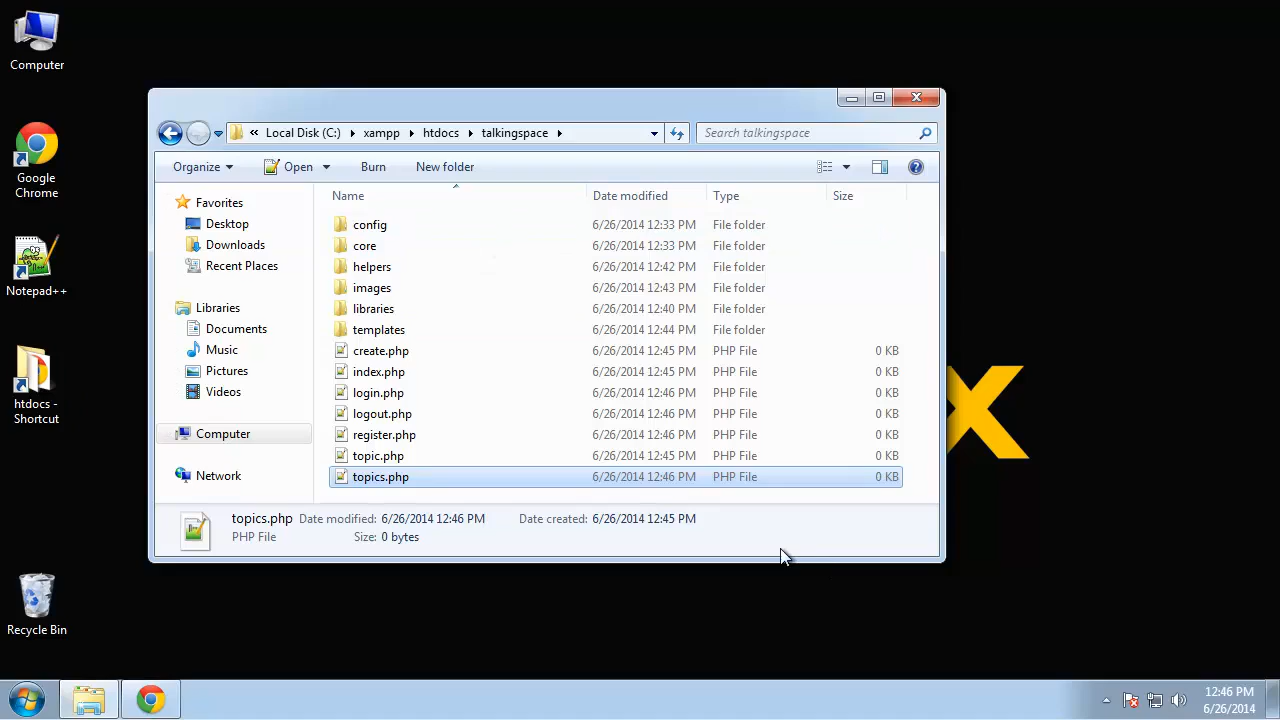 Computer
Google
Chrome
Notepad++
htdocs -
Shortcut
Recycle Bin
« Local Disk (C:) ▸ xampp ▸ htdocs ▸ talkingspace ▸
Search talkingspace
Organize Open Burn New folder
Favorites
Desktop
Downloads
Recent Places
Libraries
Documents
Music
Pictures
Videos
Computer
Network
Name Date modified Type Size
config 6/26/2014 12:33 PM File folder
core 6/26/2014 12:33 PM File folder
helpers 6/26/2014 12:42 PM File folder
images 6/26/2014 12:43 PM File folder
libraries 6/26/2014 12:40 PM File folder
templates 6/26/2014 12:44 PM File folder
create.php 6/26/2014 12:45 PM PHP File 0 KB
index.php 6/26/2014 12:45 PM PHP File 0 KB
login.php 6/26/2014 12:46 PM PHP File 0 KB
logout.php 6/26/2014 12:46 PM PHP File 0 KB
register.php 6/26/2014 12:46 PM PHP File 0 KB
topic.php 6/26/2014 12:45 PM PHP File 0 KB
topics.php 6/26/2014 12:46 PM PHP File 0 KB
topics.php Date modified: 6/26/2014 12:46 PM Date created: 6/26/2014 12:45 PM
PHP File Size: 0 bytes
x
12:46 PM
6/26/2014